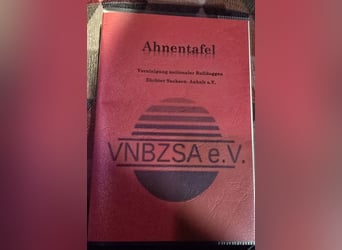 Ahnentafel
Vereinigung nationaler Bulldoggen
Züchter Sachsen-Anhalt e.V.
VNBZSA e.V.